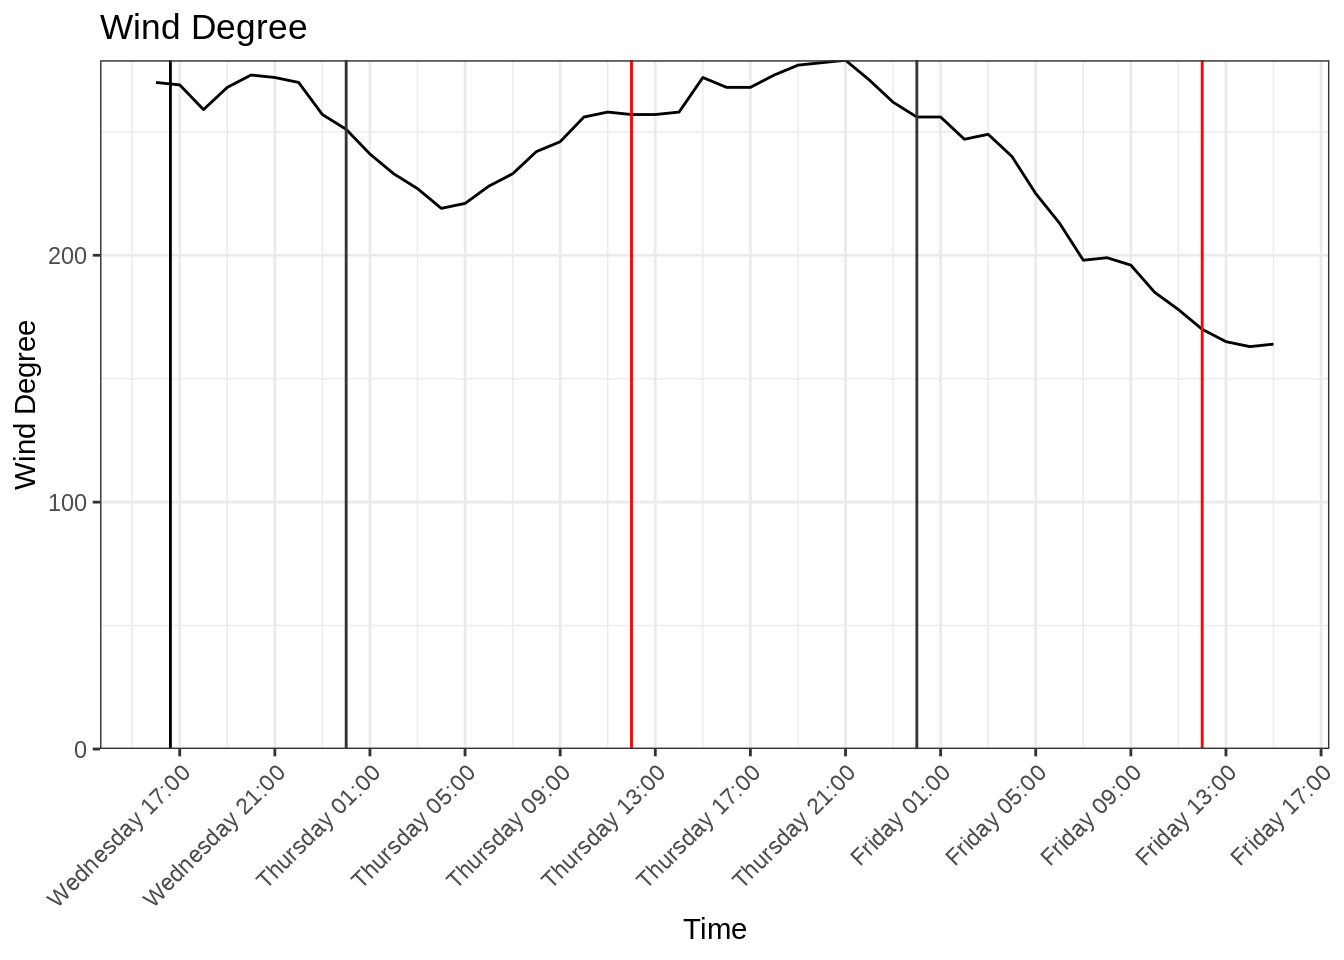 Wind Degree
Wind Degree
200
100
0
Wednesday 17:00
Wednesday 21:00
Thursday 01:00
Thursday 05:00
Thursday 09:00
Thursday 13:00
Thursday 17:00
Thursday 21:00
Friday 01:00
Friday 05:00
Friday 09:00
Friday 13:00
Friday 17:00
Time